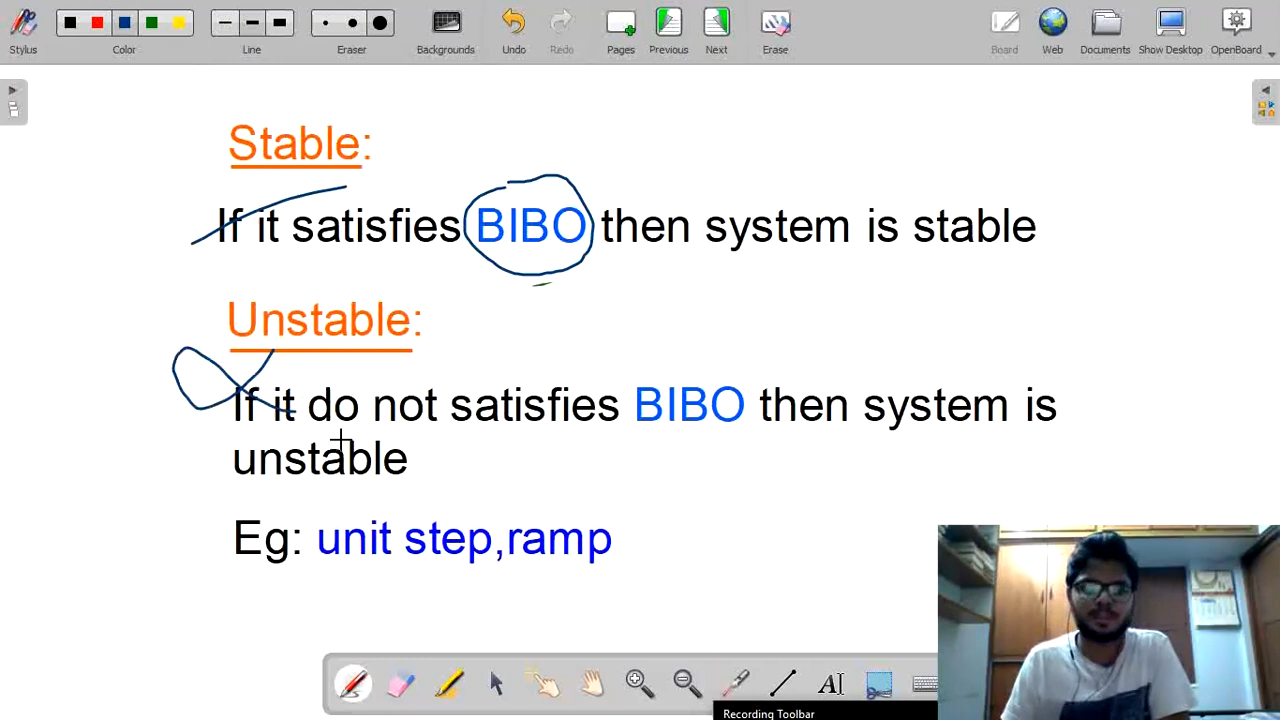 Stylus
Color
Line
Eraser
Backgrounds
Undo
Redo
Pages
Previous
Next
Erase
Board
Web
Documents
Show Desktop
OpenBoard
Stable:
If it satisfies BIBO then system is stable
Unstable:
If it do not satisfies BIBO then system is
unstable
Eg: unit step,ramp
Recording Toolbar